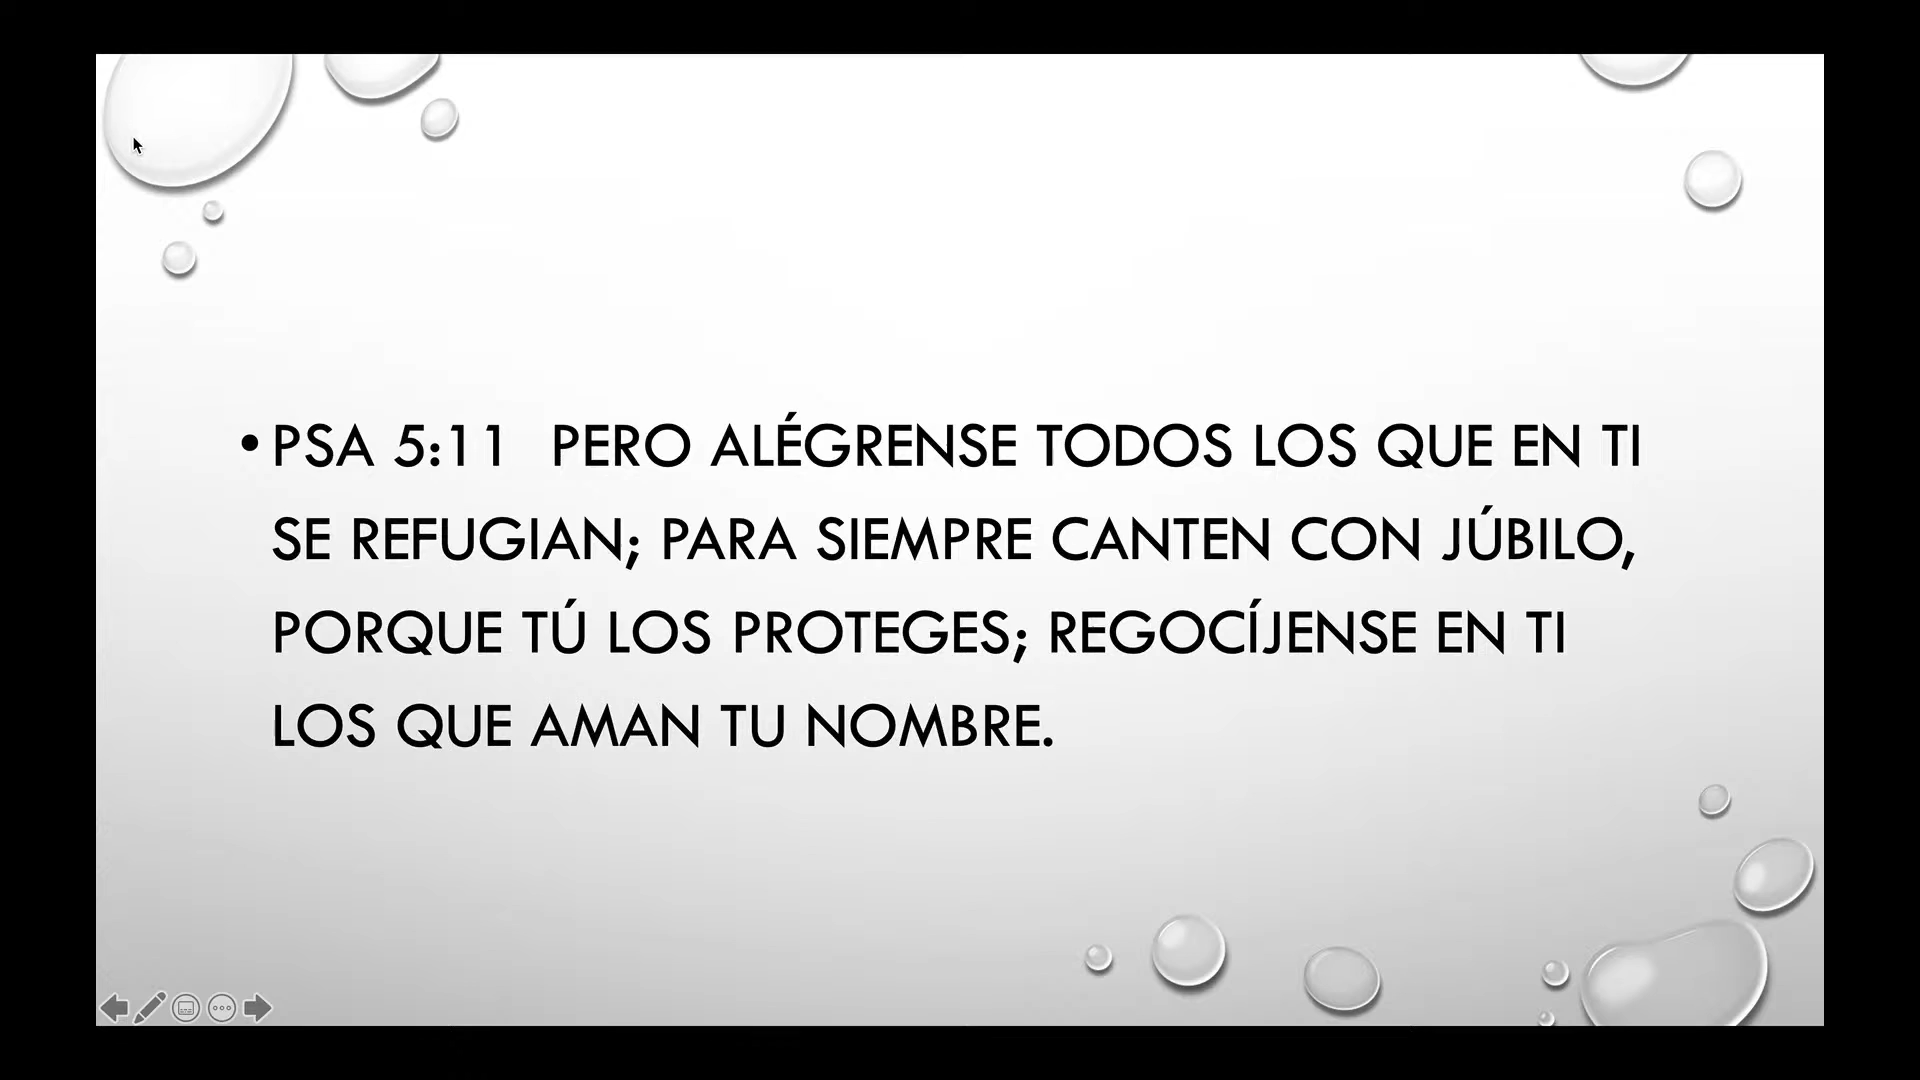 • PSA 5:11  PERO ALÉGRENSE TODOS LOS QUE EN TI
SE REFUGIAN; PARA SIEMPRE CANTEN CON JÚBILO,
PORQUE TÚ LOS PROTEGES; REGOCÍJENSE EN TI
LOS QUE AMAN TU NOMBRE.